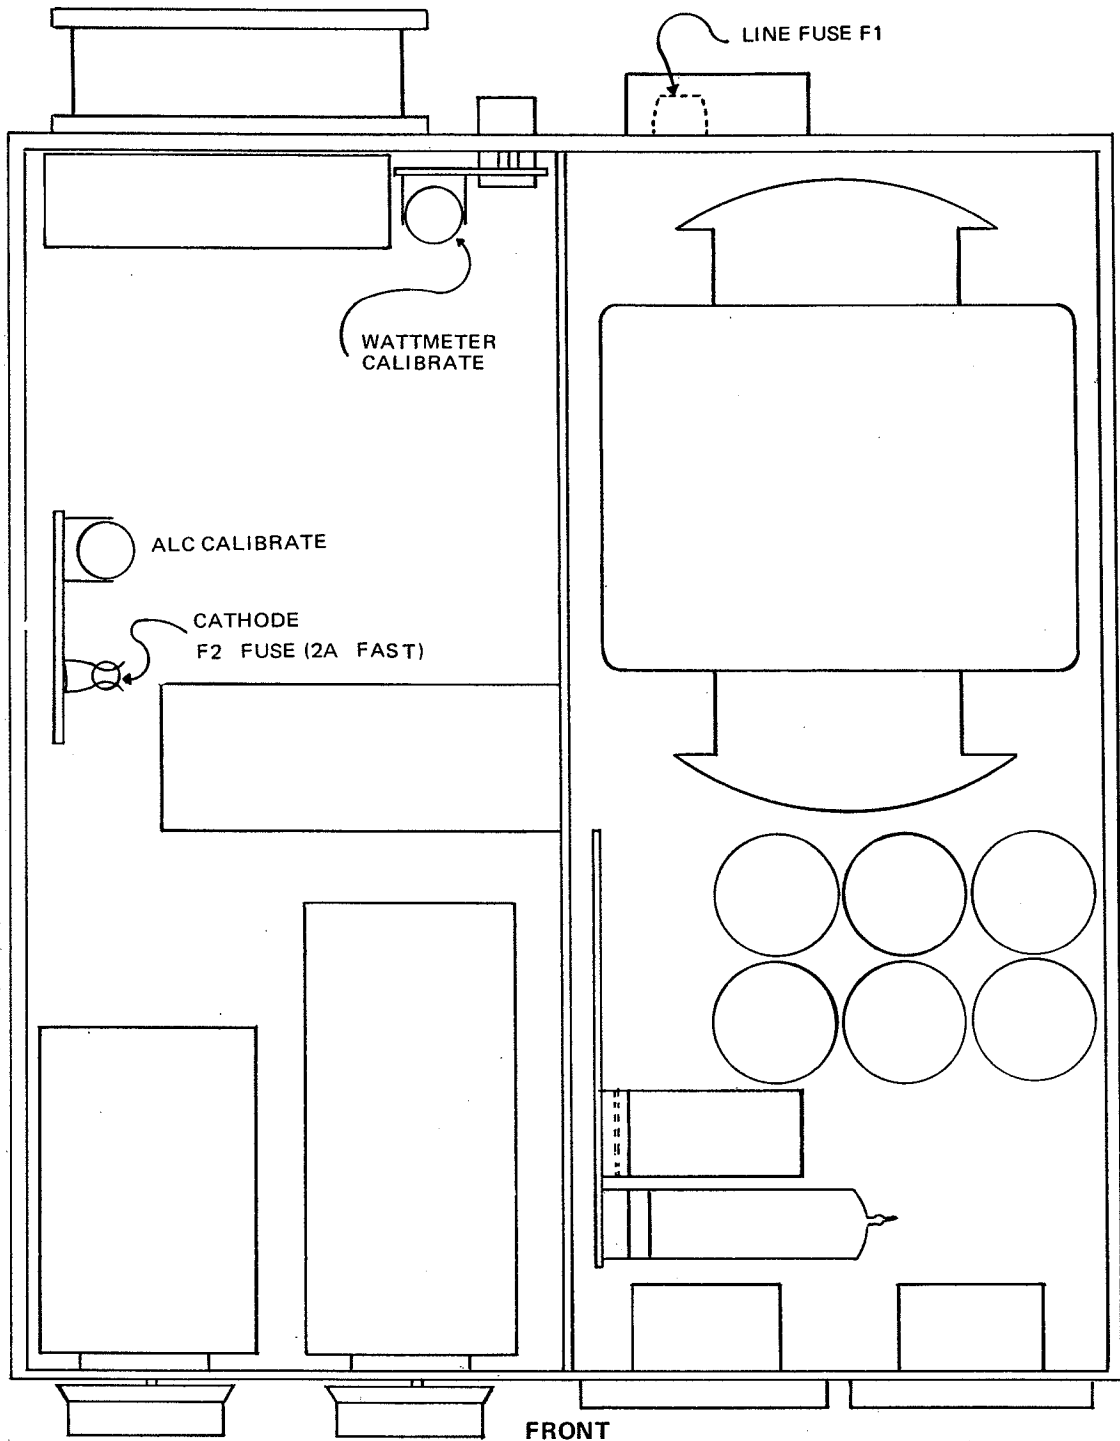 LINE FUSE F1
WATTMETER
CALIBRATE
ALC CALIBRATE
CATHODE
F2 FUSE (2A FAST)
FRONT